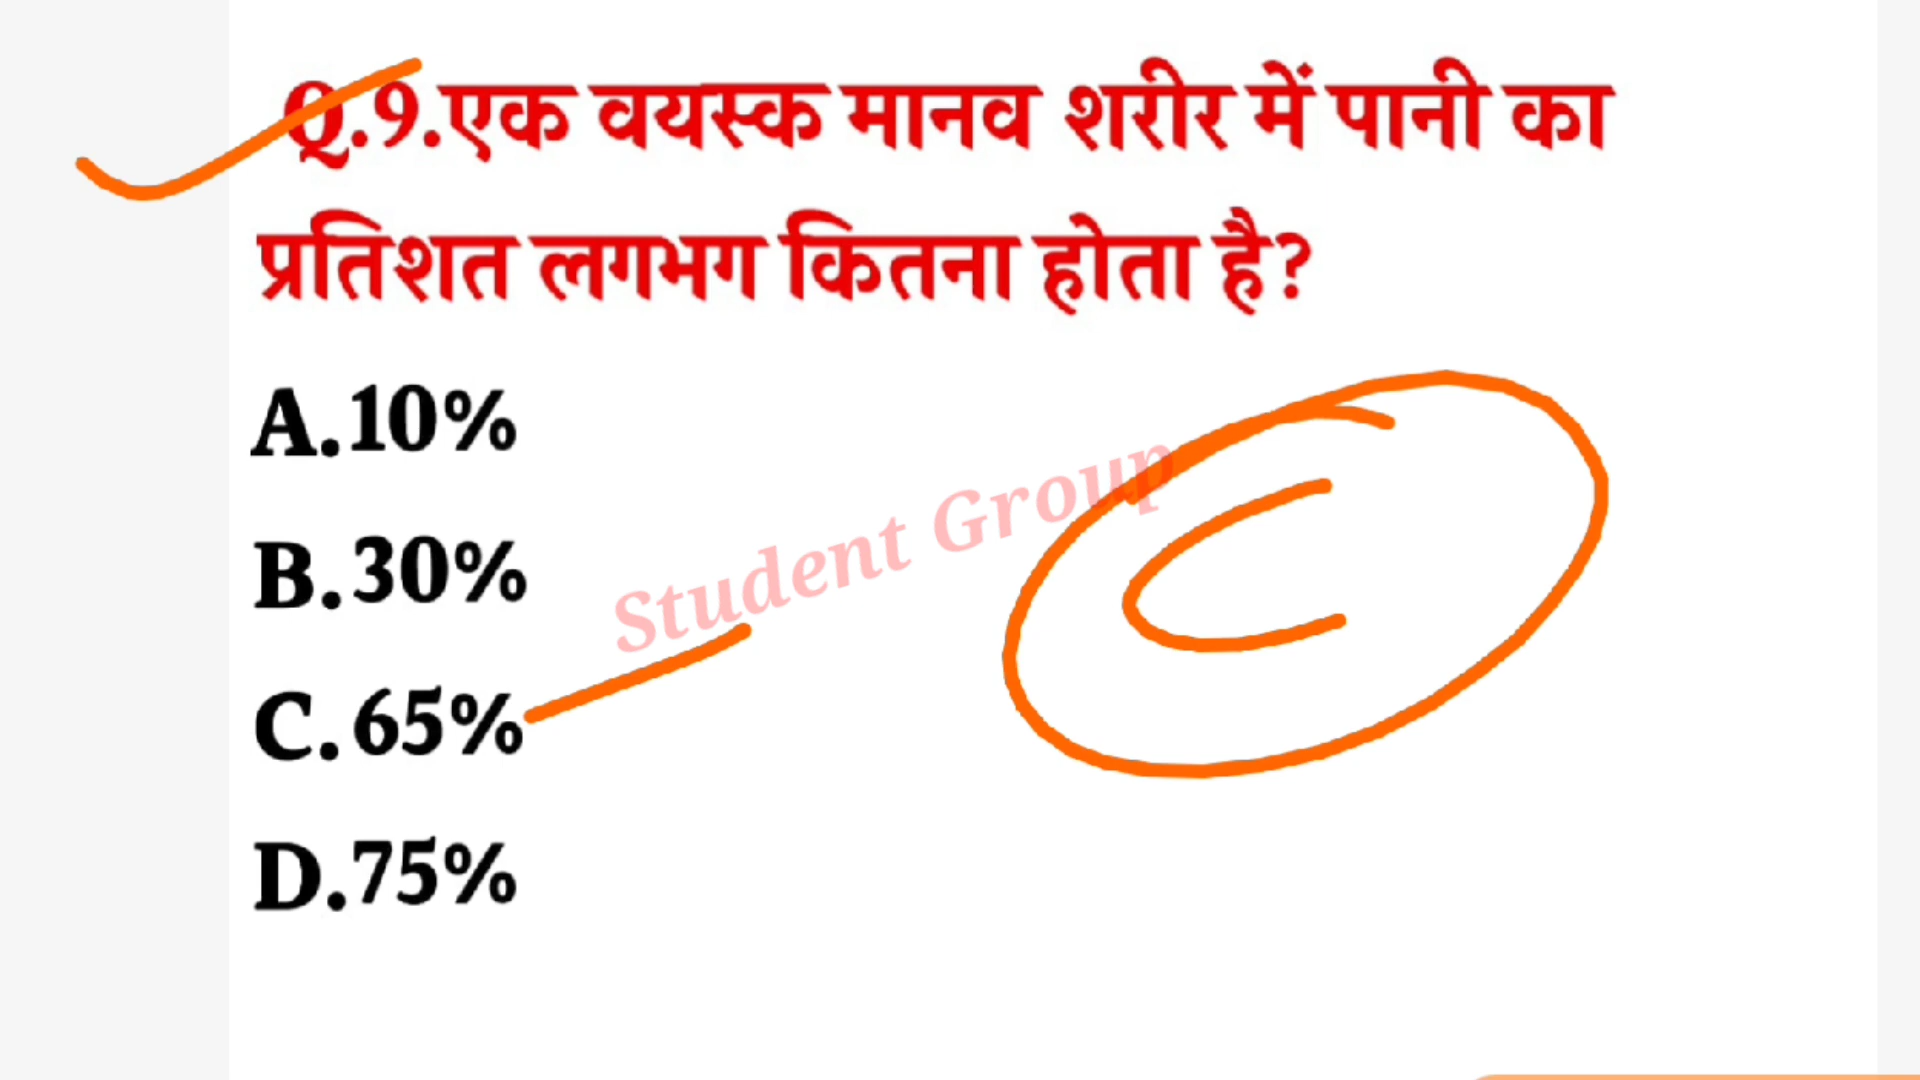 Q.9.एक वयस्क मानव शरीर में पानी का
प्रतिशत लगभग कितना होता है?
A.10%
B.30%
C.65%
D.75%
Student Group
C